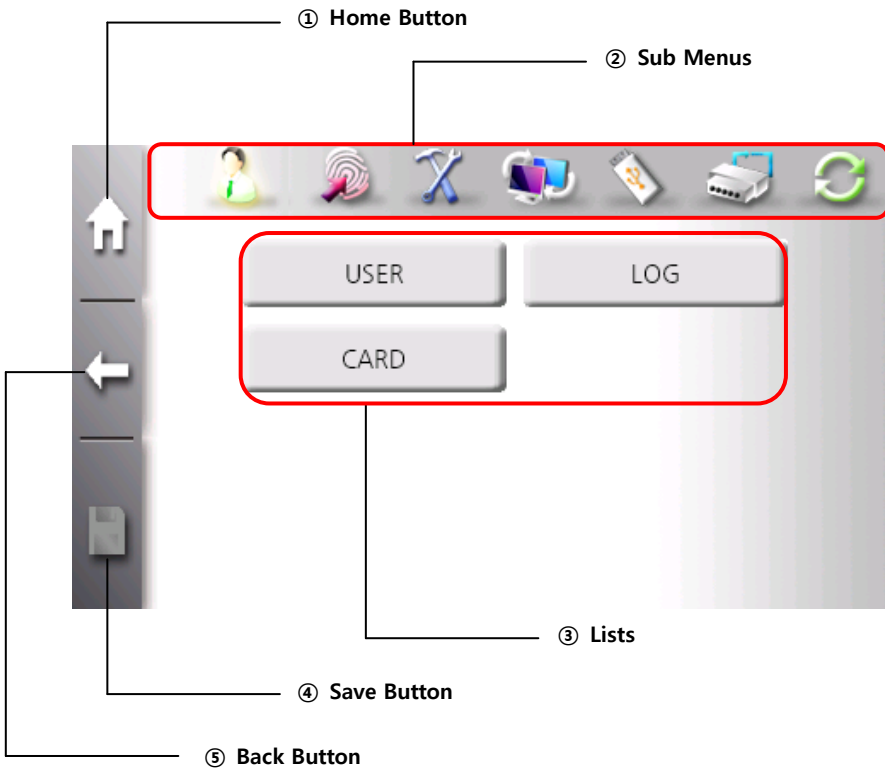 ① Home Button
② Sub Menus
USER LOG
CARD
③ Lists
④ Save Button
⑤ Back Button